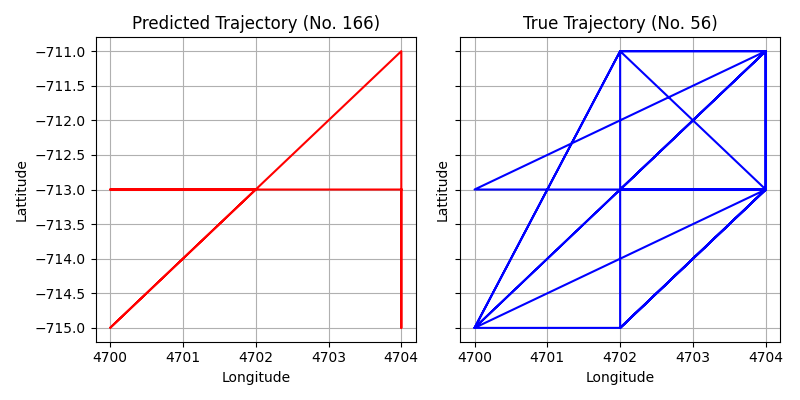 Predicted Trajectory (No. 166)
True Trajectory (No. 56)
−711.0
−711.5
−712.0
−712.5
−713.0
−713.5
−714.0
−714.5
−715.0
Lattitude
Lattitude
4700 4701 4702 4703 4704
4700 4701 4702 4703 4704
Longitude
Longitude